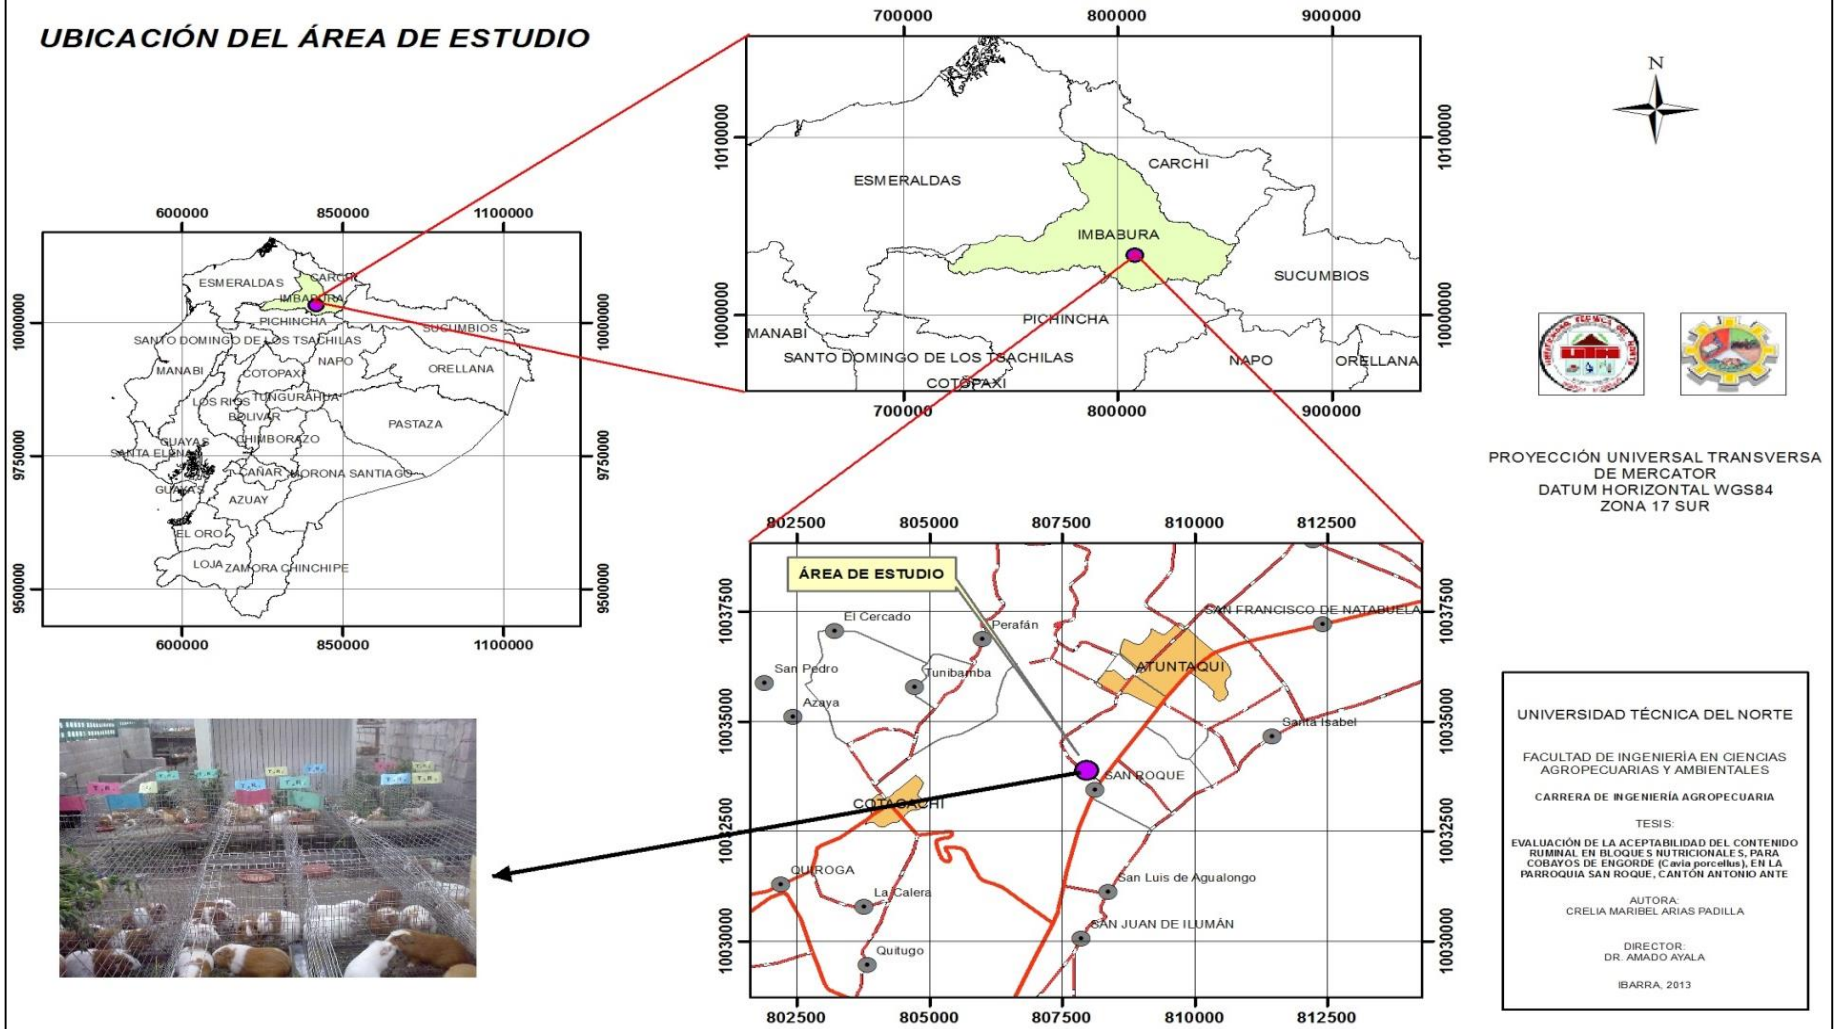 UBICACIÓN DEL ÁREA DE ESTUDIO
600000 850000 1100000
10000000
9750000
9500000
ESMERALDAS
CARCHI
IMBABURA
PICHINCHA
SUCUMBIOS
SANTO DOMINGO DE LOS TSACHILAS
NAPO
MANABI
COTOPAXI
ORELLANA
LOS RIOS
TUNGURAHUA
BOLIVAR
PASTAZA
GUAYAS
CHIMBORAZO
SANTA ELENA
CAÑAR
MORONA SANTIAGO
GUAYAS
AZUAY
EL ORO
LOJA
ZAMORA CHINCHIPE
10000000
9750000
9500000
600000 850000 1100000
700000 800000 900000
10100000
10000000
ESMERALDAS
CARCHI
IMBABURA
SUCUMBIOS
PICHINCHA
MANABI
SANTO DOMINGO DE LOS TSACHILAS
NAPO
ORELLANA
COTOPAXI
10100000
10000000
700000 800000 900000
802500 805000 807500 810000 812500
10037500
10035000
10032500
10030000
ÁREA DE ESTUDIO
SAN FRANCISCO DE NATABUELA
El Cercado
Perafán
San Pedro
Tunibamba
ATUNTAQUI
Azaya
Santa Isabel
SAN ROQUE
COTACACHI
QUIROGA
La Calera
San Luis de Agualongo
SAN JUAN DE ILUMÁN
Quitugo
10037500
10035000
10032500
10030000
802500 805000 807500 810000 812500
N
PROYECCIÓN UNIVERSAL TRANSVERSA
DE MERCATOR
DATUM HORIZONTAL WGS84
ZONA 17 SUR
UNIVERSIDAD TÉCNICA DEL NORTE
FACULTAD DE INGENIERÍA EN CIENCIAS
AGROPECUARIAS Y AMBIENTALES
CARRERA DE INGENIERÍA AGROPECUARIA
TESIS:
EVALUACIÓN DE LA ACEPTABILIDAD DEL CONTENIDO
RUMINAL EN BLOQUES NUTRICIONALES, PARA
COBAYOS DE ENGORDE (Cavia porcellus), EN LA
PARROQUIA SAN ROQUE, CANTÓN ANTONIO ANTE
AUTORA:
CRELIA MARIBEL ARIAS PADILLA
DIRECTOR:
DR. AMADO AYALA
IBARRA, 2013